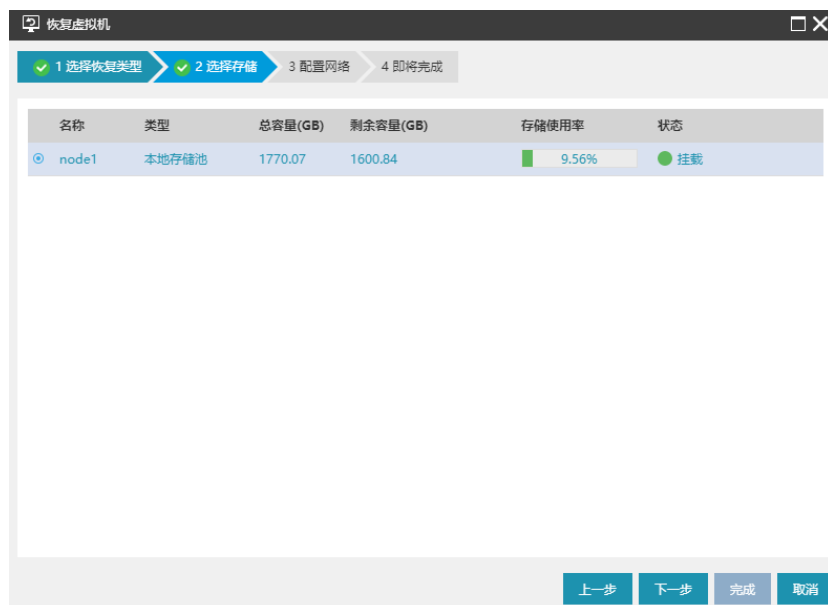 恢复虚拟机
1 选择恢复类型 2 选择存储 3 配置网络 4 即将完成
名称 类型 总容量(GB) 剩余容量(GB) 存储使用率 状态
node1 本地存储池 1770.07 1600.84 9.56% 挂载
上一步 下一步 完成 取消